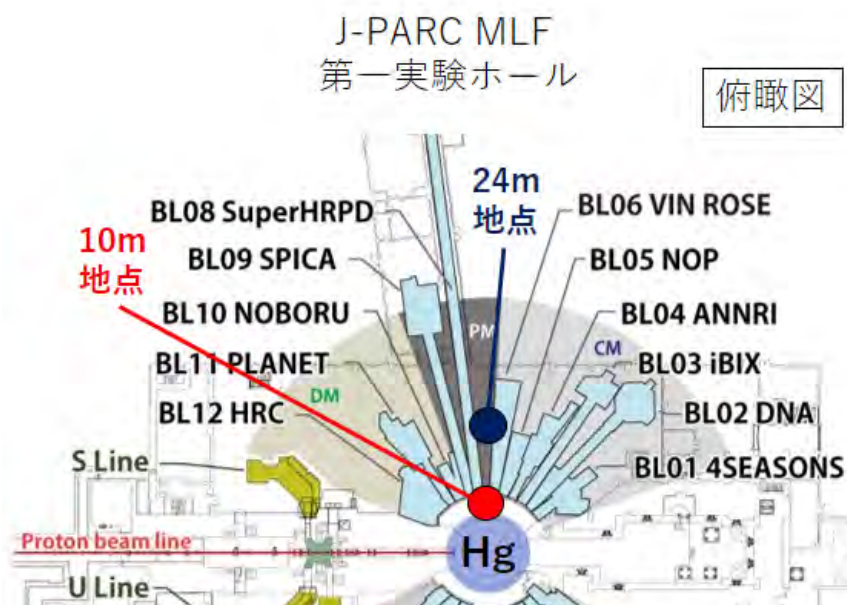 J-PARC MLF
第一実験ホール
俯瞰図
24m
地点
BL06 VIN ROSE
BL08 SuperHRPD
10m
地点
BL09 SPICA
BL05 NOP
BL10 NOBORU
BL04 ANNRI
PM
CM
BL11 PLANET
BL03 iBIX
DM
BL12 HRC
BL02 DNA
S Line
BL01 4SEASONS
Proton beam line
Hg
U Line